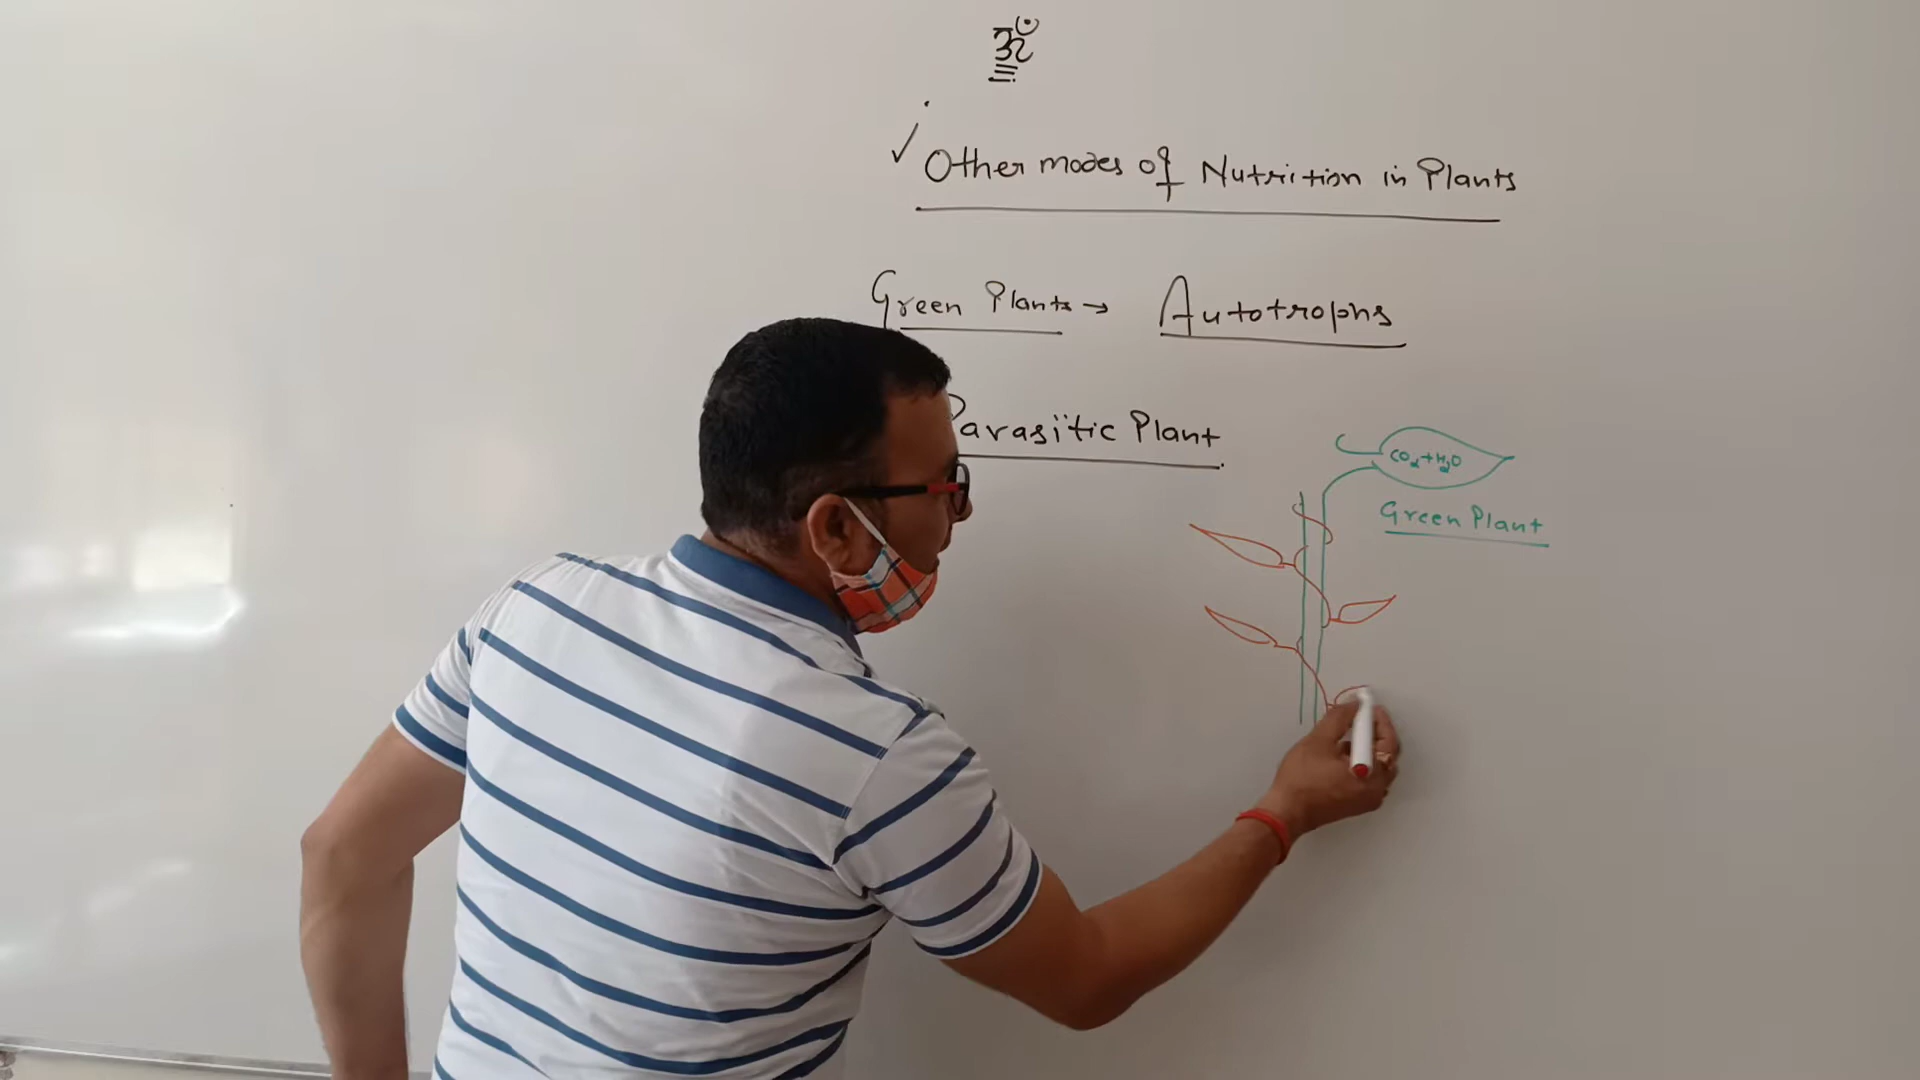 ॐ
Other modes of Nutrition in Plants
Green Plants → Autotrophs
Parasitic Plant
CO2+H2O
Green Plant